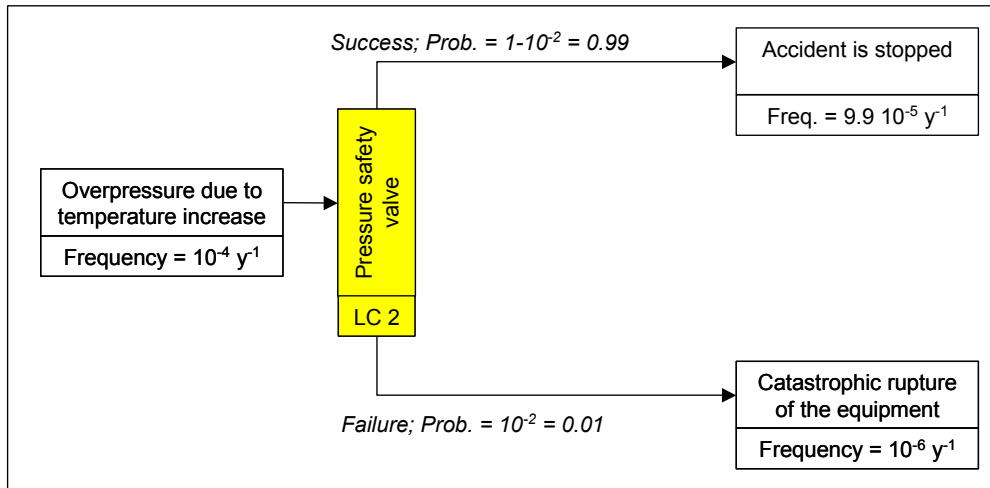 Success; Prob. = 1-10⁻² = 0.99
Accident is stopped
Freq. = 9.9 10⁻⁵ y⁻¹
Overpressure due to
temperature increase
Frequency = 10⁻⁴ y⁻¹
Pressure safety
valve
LC 2
Failure; Prob. = 10⁻² = 0.01
Catastrophic rupture
of the equipment
Frequency = 10⁻⁶ y⁻¹